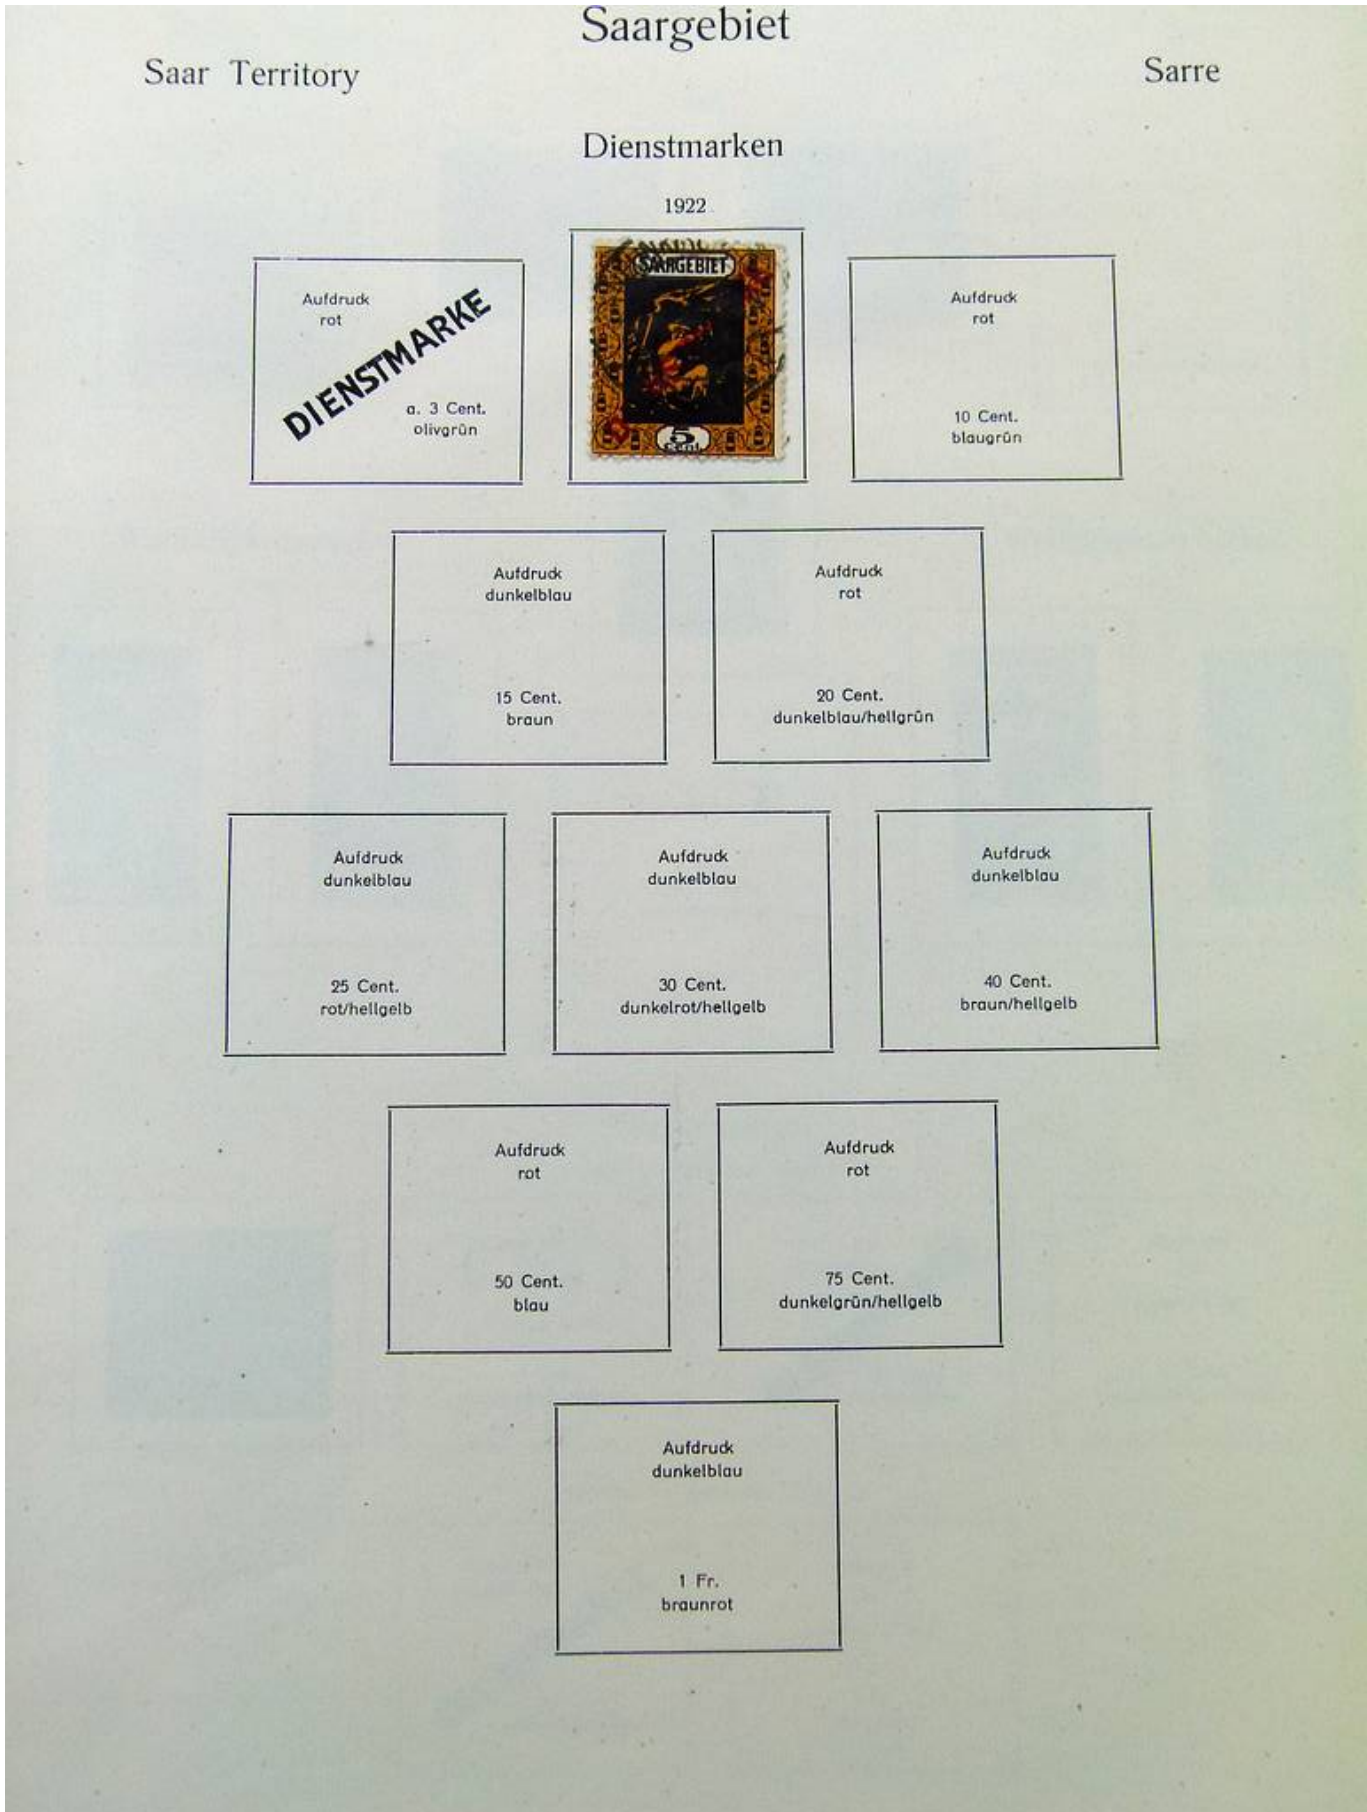 Saargebiet
Saar Territory
Sarre
Dienstmarken
1922
Aufdruck
rot
DIENSTMARKE
a. 3 Cent.
olivgrün
SAARGEBIET
5
Cent.
Aufdruck
rot
10 Cent.
blaugrün
Aufdruck
dunkelblau
15 Cent.
braun
Aufdruck
rot
20 Cent.
dunkelblau/hellgrün
Aufdruck
dunkelblau
25 Cent.
rot/hellgelb
Aufdruck
dunkelblau
30 Cent.
dunkelrot/hellgelb
Aufdruck
dunkelblau
40 Cent.
braun/hellgelb
Aufdruck
rot
50 Cent.
blau
Aufdruck
rot
75 Cent.
dunkelgrün/hellgelb
Aufdruck
dunkelblau
1 Fr.
braunrot